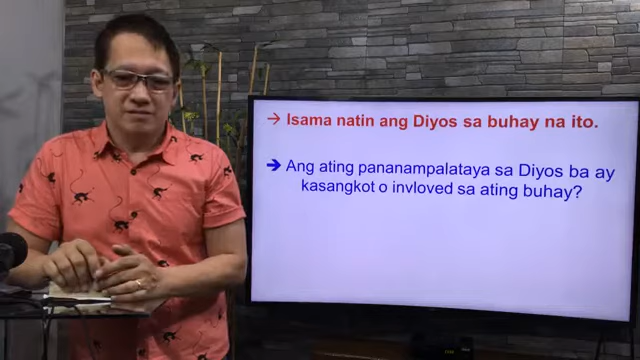 → Isama natin ang Diyos sa buhay na ito.
→ Ang ating pananampalataya sa Diyos ba ay
kasangkot o invloved sa ating buhay?